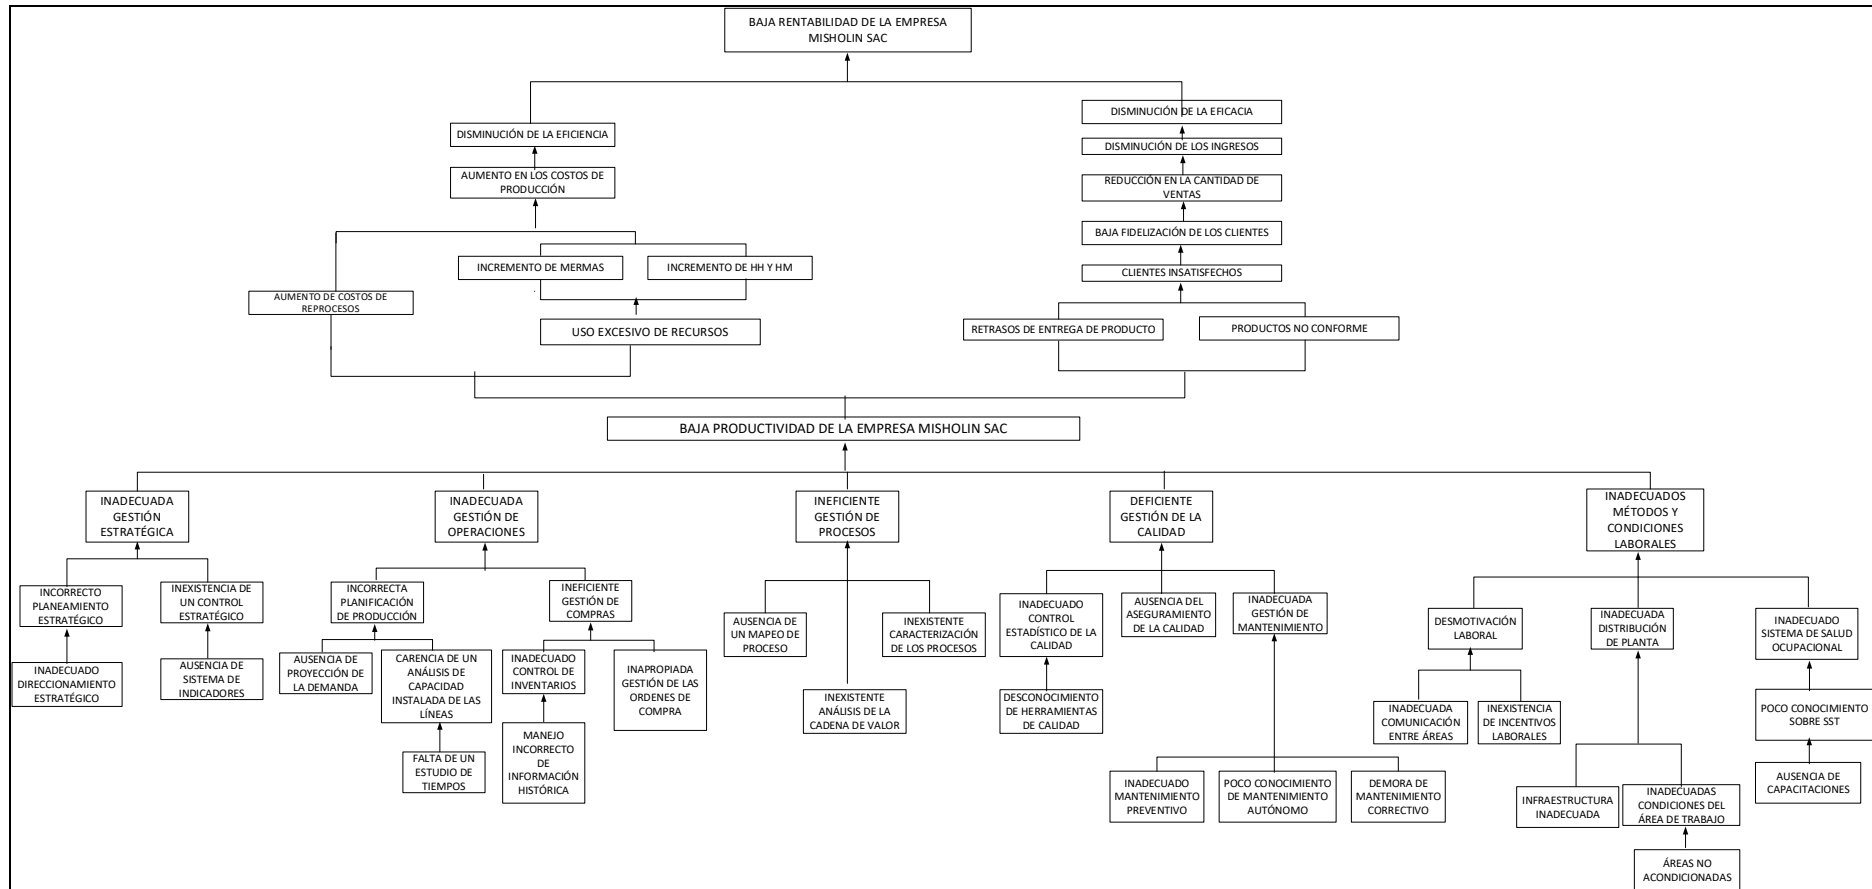 BAJA RENTABILIDAD DE LA EMPRESA
MISHOLIN SAC
DISMINUCIÓN DE LA EFICIENCIA
AUMENTO EN LOS COSTOS DE
PRODUCCIÓN
INCREMENTO DE MERMAS
INCREMENTO DE HH Y HM
AUMENTO DE COSTOS DE
REPROCESOS
USO EXCESIVO DE RECURSOS
DISMINUCIÓN DE LA EFICACIA
DISMINUCIÓN DE LOS INGRESOS
REDUCCIÓN EN LA CANTIDAD DE
VENTAS
BAJA FIDELIZACIÓN DE LOS CLIENTES
CLIENTES INSATISFECHOS
RETRASOS DE ENTREGA DE PRODUCTO
PRODUCTOS NO CONFORME
BAJA PRODUCTIVIDAD DE LA EMPRESA MISHOLIN SAC
INADECUADA
GESTIÓN
ESTRATÉGICA
INCORRECTO
PLANEAMIENTO
ESTRATÉGICO
INADECUADO
DIRECCIONAMIENTO
ESTRATÉGICO
INEXISTENCIA DE
UN CONTROL
ESTRATÉGICO
AUSENCIA DE
SISTEMA DE
INDICADORES
INADECUADA
GESTIÓN DE
OPERACIONES
INCORRECTA
PLANIFICACIÓN
DE PRODUCCIÓN
AUSENCIA DE
PROYECCIÓN DE
LA DEMANDA
CARENCIA DE UN
ANÁLISIS DE
CAPACIDAD
INSTALADA DE LAS
LÍNEAS
FALTA DE UN
ESTUDIO DE
TIEMPOS
INEFICIENTE
GESTIÓN DE
COMPRAS
INADECUADO
CONTROL DE
INVENTARIOS
MANEJO
INCORRECTO
DE
INFORMACIÓN
HISTÓRICA
INAPROPIADA
GESTIÓN DE LAS
ORDENES DE
COMPRA
INEFICIENTE
GESTIÓN DE
PROCESOS
AUSENCIA DE
UN MAPEO DE
PROCESO
INEXISTENTE
ANÁLISIS DE LA
CADENA DE VALOR
INEXISTENTE
CARACTERIZACIÓN
DE LOS PROCESOS
DEFICIENTE
GESTIÓN DE LA
CALIDAD
INADECUADO
CONTROL
ESTADÍSTICO DE LA
CALIDAD
DESCONOCIMIENTO
DE HERRAMIENTAS
DE CALIDAD
AUSENCIA DEL
ASEGURAMIENTO
DE LA CALIDAD
INADECUADA
GESTIÓN DE
MANTENIMIENTO
INADECUADO
MANTENIMIENTO
PREVENTIVO
POCO CONOCIMIENTO
DE MANTENIMIENTO
AUTÓNOMO
DEMORA DE
MANTENIMIENTO
CORRECTIVO
INADECUADOS
MÉTODOS Y
CONDICIONES
LABORALES
DESMOTIVACIÓN
LABORAL
INADECUADA
COMUNICACIÓN
ENTRE ÁREAS
INEXISTENCIA
DE INCENTIVOS
LABORALES
INADECUADA
DISTRIBUCIÓN
DE PLANTA
INFRAESTRUCTURA
INADECUADA
INADECUADAS
CONDICIONES DEL
ÁREA DE TRABAJO
ÁREAS NO
ACONDICIONADAS
INADECUADO
SISTEMA DE SALUD
OCUPACIONAL
POCO CONOCIMIENTO
SOBRE SST
AUSENCIA DE
CAPACITACIONES